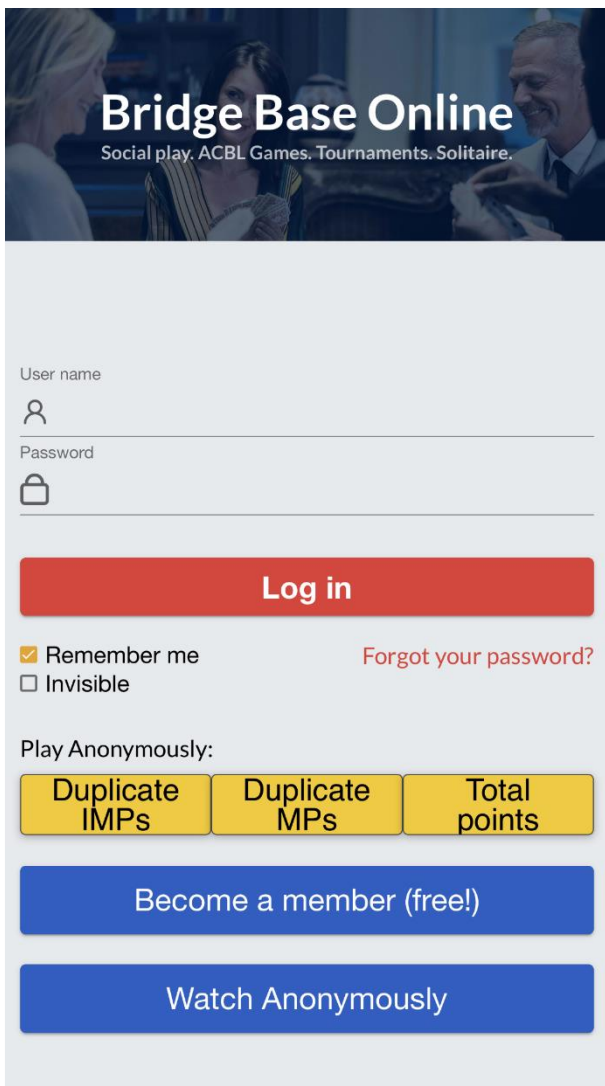 Bridge Base Online
Social play. ACBL Games. Tournaments. Solitaire.
User name
Password
Log in
Remember me
Forgot your password?
Invisible
Play Anonymously:
Duplicate IMPs
Duplicate MPs
Total points
Become a member (free!)
Watch Anonymously